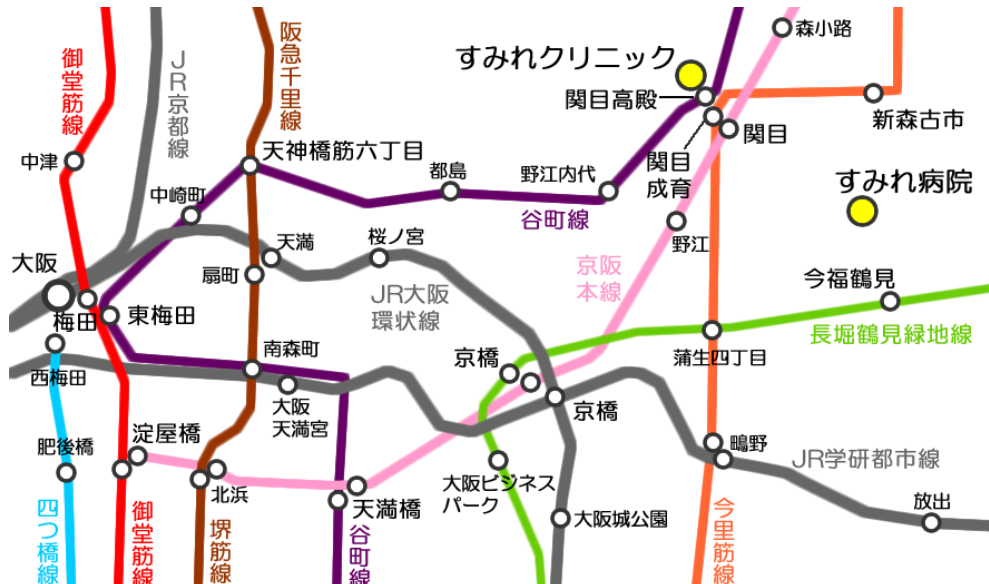 御堂筋線
JR京都線
阪急千里線
森小路
すみれクリニック
関目高殿
新森古市
関目
関目
成育
中津
天神橋筋六丁目
都島
野江内代
谷町線
すみれ病院
中崎町
天満
桜ノ宮
野江
大阪
扇町
京阪
本線
今福鶴見
梅田
東梅田
JR大阪
環状線
長堀鶴見緑地線
蒲生四丁目
西梅田
南森町
京橋
京橋
大阪
天満宮
肥後橋
淀屋橋
鴫野
JR学研都市線
大阪ビジネス
パーク
北浜
天満橋
大阪城公園
放出
四つ橋線
御堂筋線
堺筋線
谷町線
今里筋線